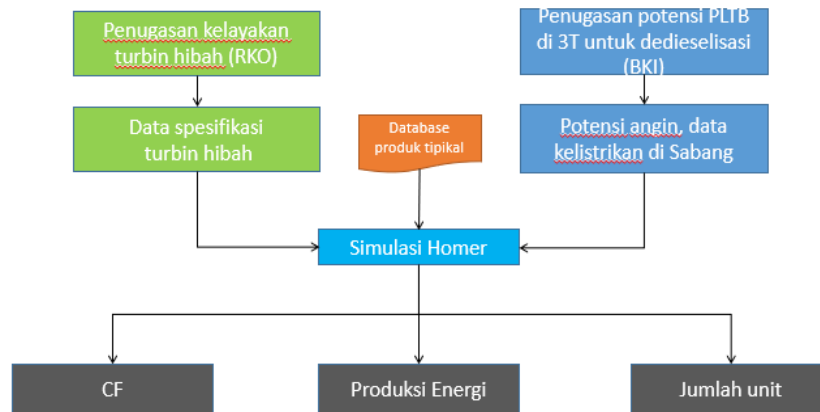 Penugasan kelayakan
turbin hibah (RKO)
Penugasan potensi PLTB
di 3T untuk dedieselisasi
(BKI)
Data spesifikasi
turbin hibah
Database
produk tipikal
Potensi angin, data
kelistrikan di Sabang
Simulasi Homer
CF
Produksi Energi
Jumlah unit